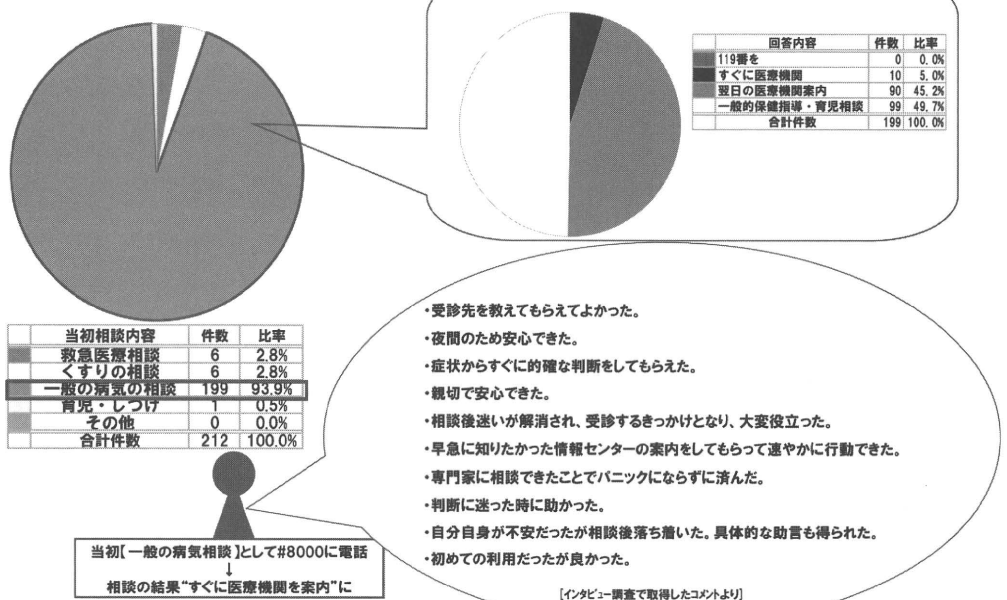 回答内容 件数 比率
119番を 0 0.0%
すぐに医療機関 10 5.0%
翌日の医療機関案内 90 45.2%
一般的保健指導・育児相談 99 49.7%
合計件数 199 100.0%
当初相談内容 件数 比率
救急医療相談 6 2.8%
くすりの相談 6 2.8%
一般の病気の相談 199 93.9%
育児・しつけ 1 0.5%
その他 0 0.0%
合計件数 212 100.0%
・受診先を教えてもらえてよかった。
・夜間のため安心できた。
・症状からすぐに的確な判断をしてもらえた。
・親切で安心できた。
・相談後迷いが解消され、受診するきっかけとなり、大変役立った。
・早急に知りたかった情報センターの案内をしてもらって速やかに行動できた。
・専門家に相談できたことでパニックにならずに済んだ。
・判断に迷った時に助かった。
・自分自身が不安だったが相談後落ち着いた。具体的な助言も得られた。
・初めての利用だったが良かった。
[インタビュー調査で取得したコメントより]
当初【一般の病気相談】として#8000に電話
↓
相談の結果“すぐに医療機関を案内”に